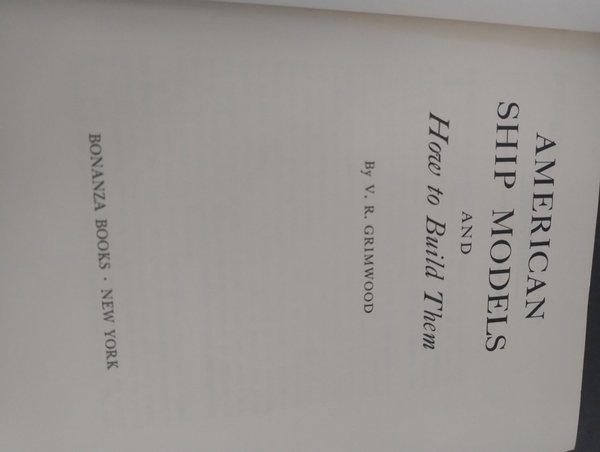 AMERICAN
SHIP MODELS
AND
How to Build Them
By V. R. GRIMWOOD
BONANZA BOOKS · NEW YORK